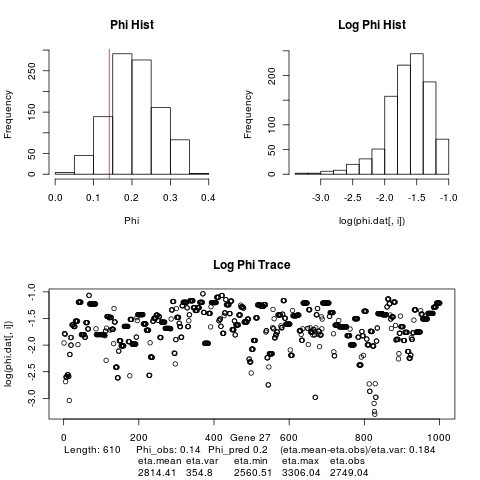 Phi Hist
Log Phi Hist
Frequency
0 50 150 250
0.0 0.1 0.2 0.3 0.4
Phi
Frequency
0 50 100 200
-3.0 -2.5 -2.0 -1.5 -1.0
log(phi.dat[, i])
Log Phi Trace
log(phi.dat[, i])
-3.0 -2.5 -2.0 -1.5 -1.0
0 200 400 600 800 1000
Gene 27
Length: 610 Phi_obs: 0.14 Phi_pred 0.2 (eta.mean-eta.obs)/eta.var: 0.184
eta.mean eta.var eta.min eta.max eta.obs
2814.41 354.8 2560.51 3306.04 2749.04